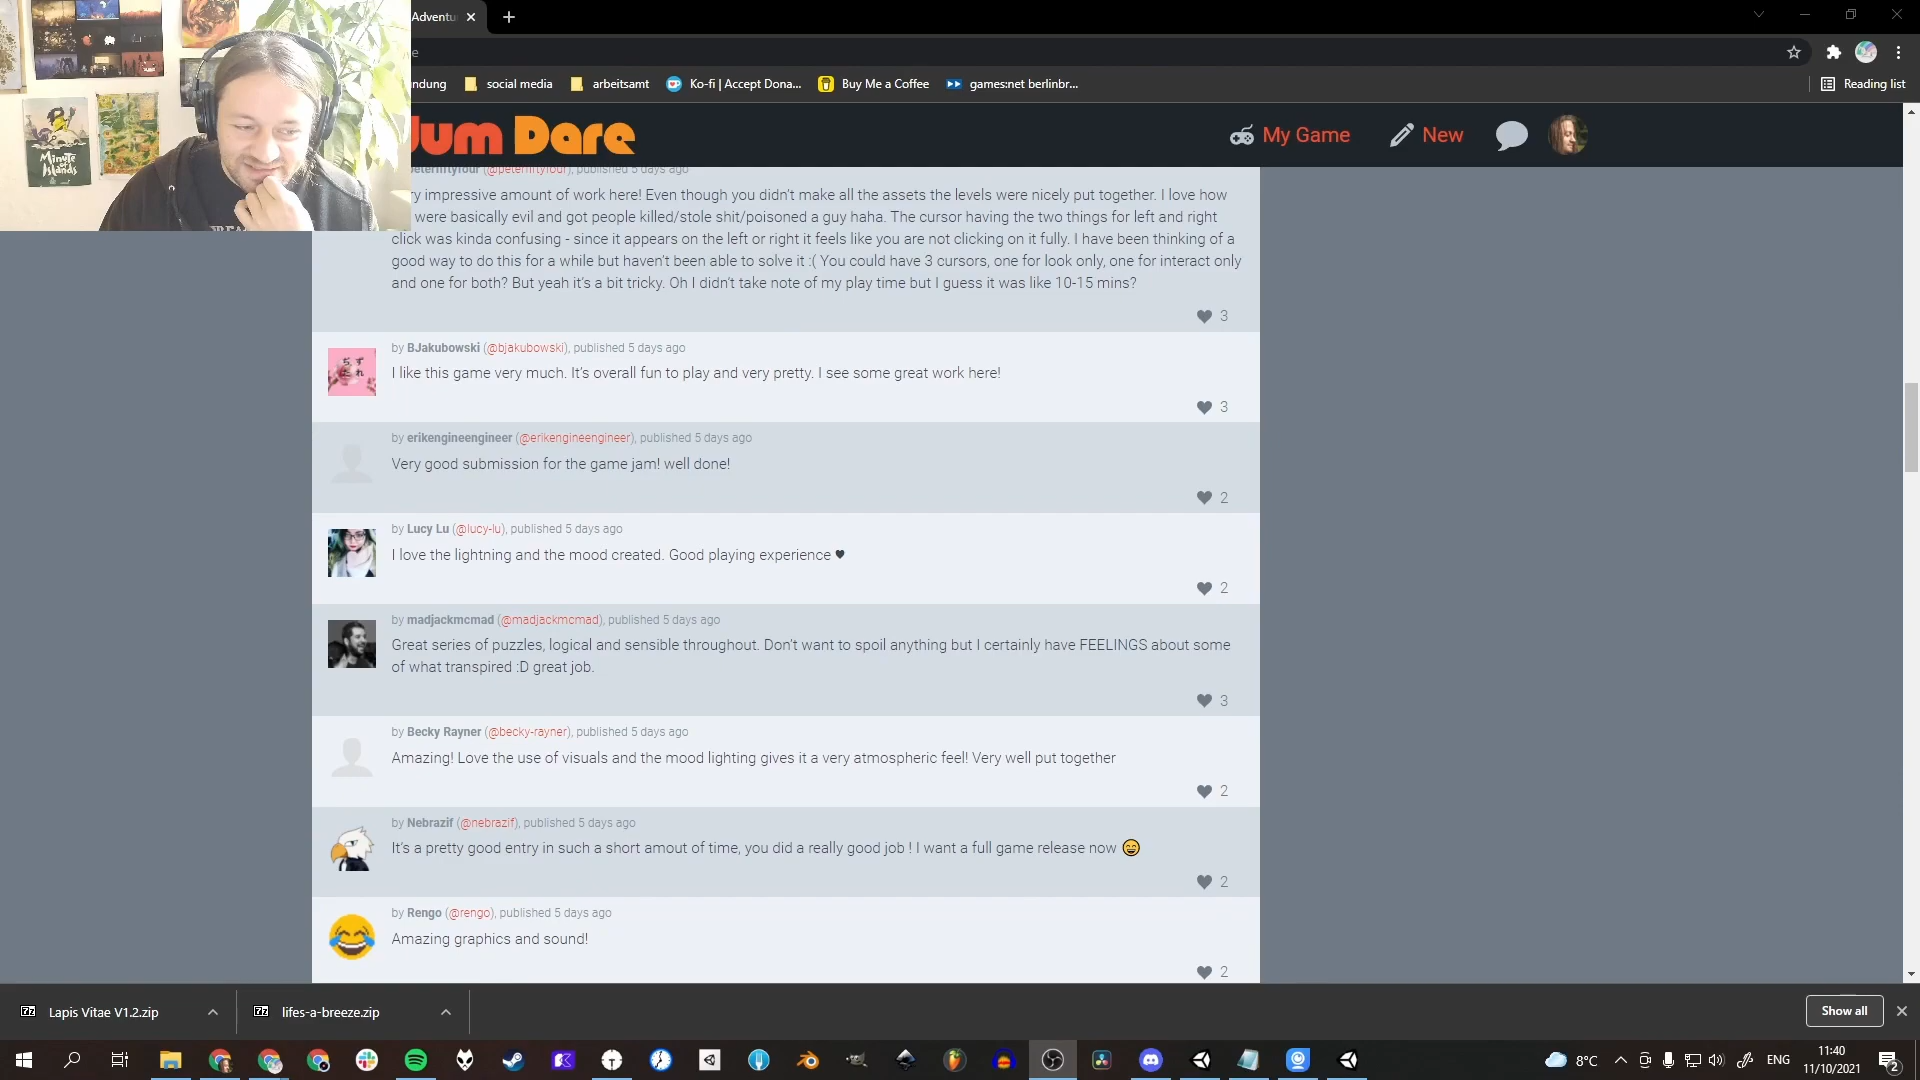 Adventu
e
ndung
social media
arbeitsamt
Ko-fi | Accept Dona...
Buy Me a Coffee
games:net berlinbr...
Reading list
Minute
of
Islands
dum Dare
My Game
New
peterfiftyfour (@peterfiftyfour), published 5 days ago
ry impressive amount of work here! Even though you didn't make all the assets the levels were nicely put together. I love how
were basically evil and got people killed/stole shit/poisoned a guy haha. The cursor having the two things for left and right
click was kinda confusing - since it appears on the left or right it feels like you are not clicking on it fully. I have been thinking of a
good way to do this for a while but haven't been able to solve it :( You could have 3 cursors, one for look only, one for interact only
and one for both? But yeah it's a bit tricky. Oh I didn't take note of my play time but I guess it was like 10-15 mins?
3
by BJakubowski (@bjakubowski), published 5 days ago
I like this game very much. It's overall fun to play and very pretty. I see some great work here!
3
by erikengineengineer (@erikengineengineer), published 5 days ago
Very good submission for the game jam! well done!
2
by Lucy Lu (@lucy-lu), published 5 days ago
I love the lightning and the mood created. Good playing experience ♥
2
by madjackmcmad (@madjackmcmad), published 5 days ago
Great series of puzzles, logical and sensible throughout. Don't want to spoil anything but I certainly have FEELINGS about some
of what transpired :D great job.
3
by Becky Rayner (@becky-rayner), published 5 days ago
Amazing! Love the use of visuals and the mood lighting gives it a very atmospheric feel! Very well put together
2
by Nebrazif (@nebrazif), published 5 days ago
It's a pretty good entry in such a short amout of time, you did a really good job ! I want a full game release now 😄
2
by Rengo (@rengo), published 5 days ago
Amazing graphics and sound!
2
Lapis Vitae V1.2.zip
lifes-a-breeze.zip
Show all
8°C
ENG
11:40
11/10/2021
2